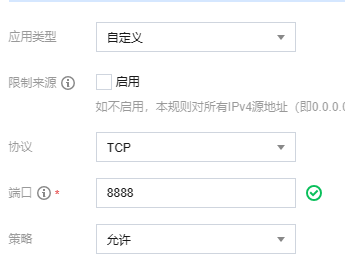 应用类型 自定义
限制来源 启用
如不启用，本规则对所有IPv4源地址（即0.0.0.
协议 TCP
端口 * 8888
策略 允许